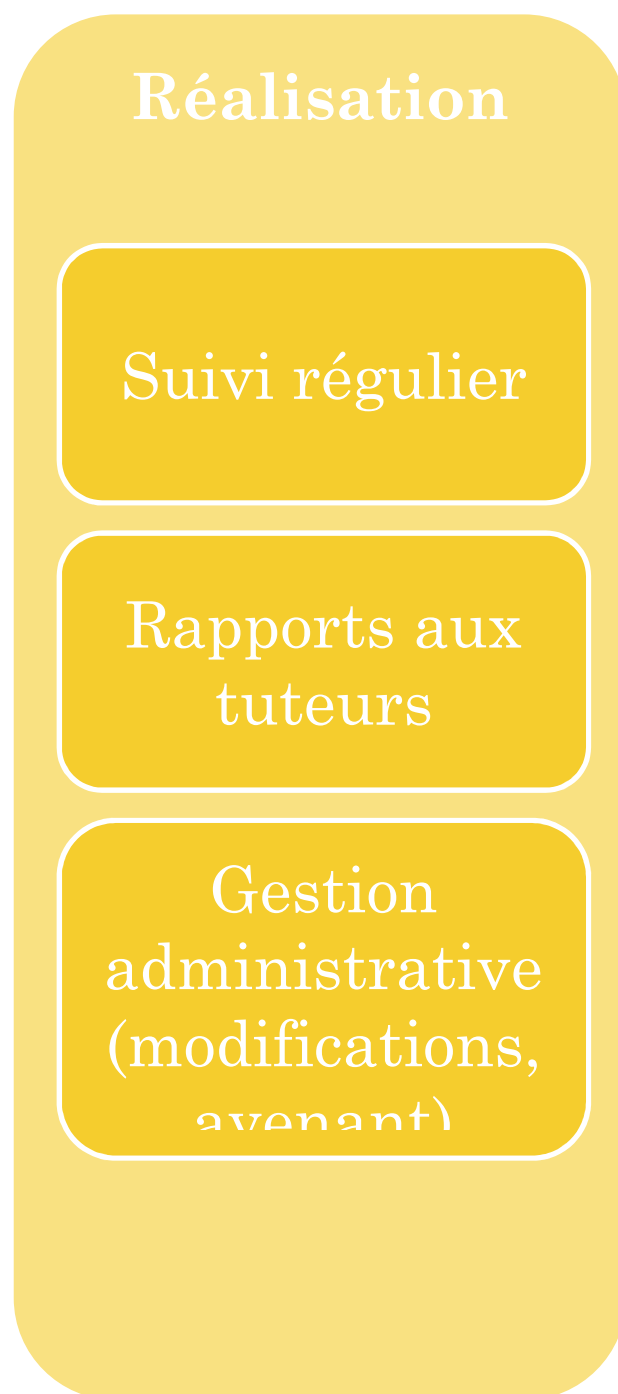 Réalisation
Suivi régulier
Rapports aux
tuteurs
Gestion
administrative
(modifications,
avenant)